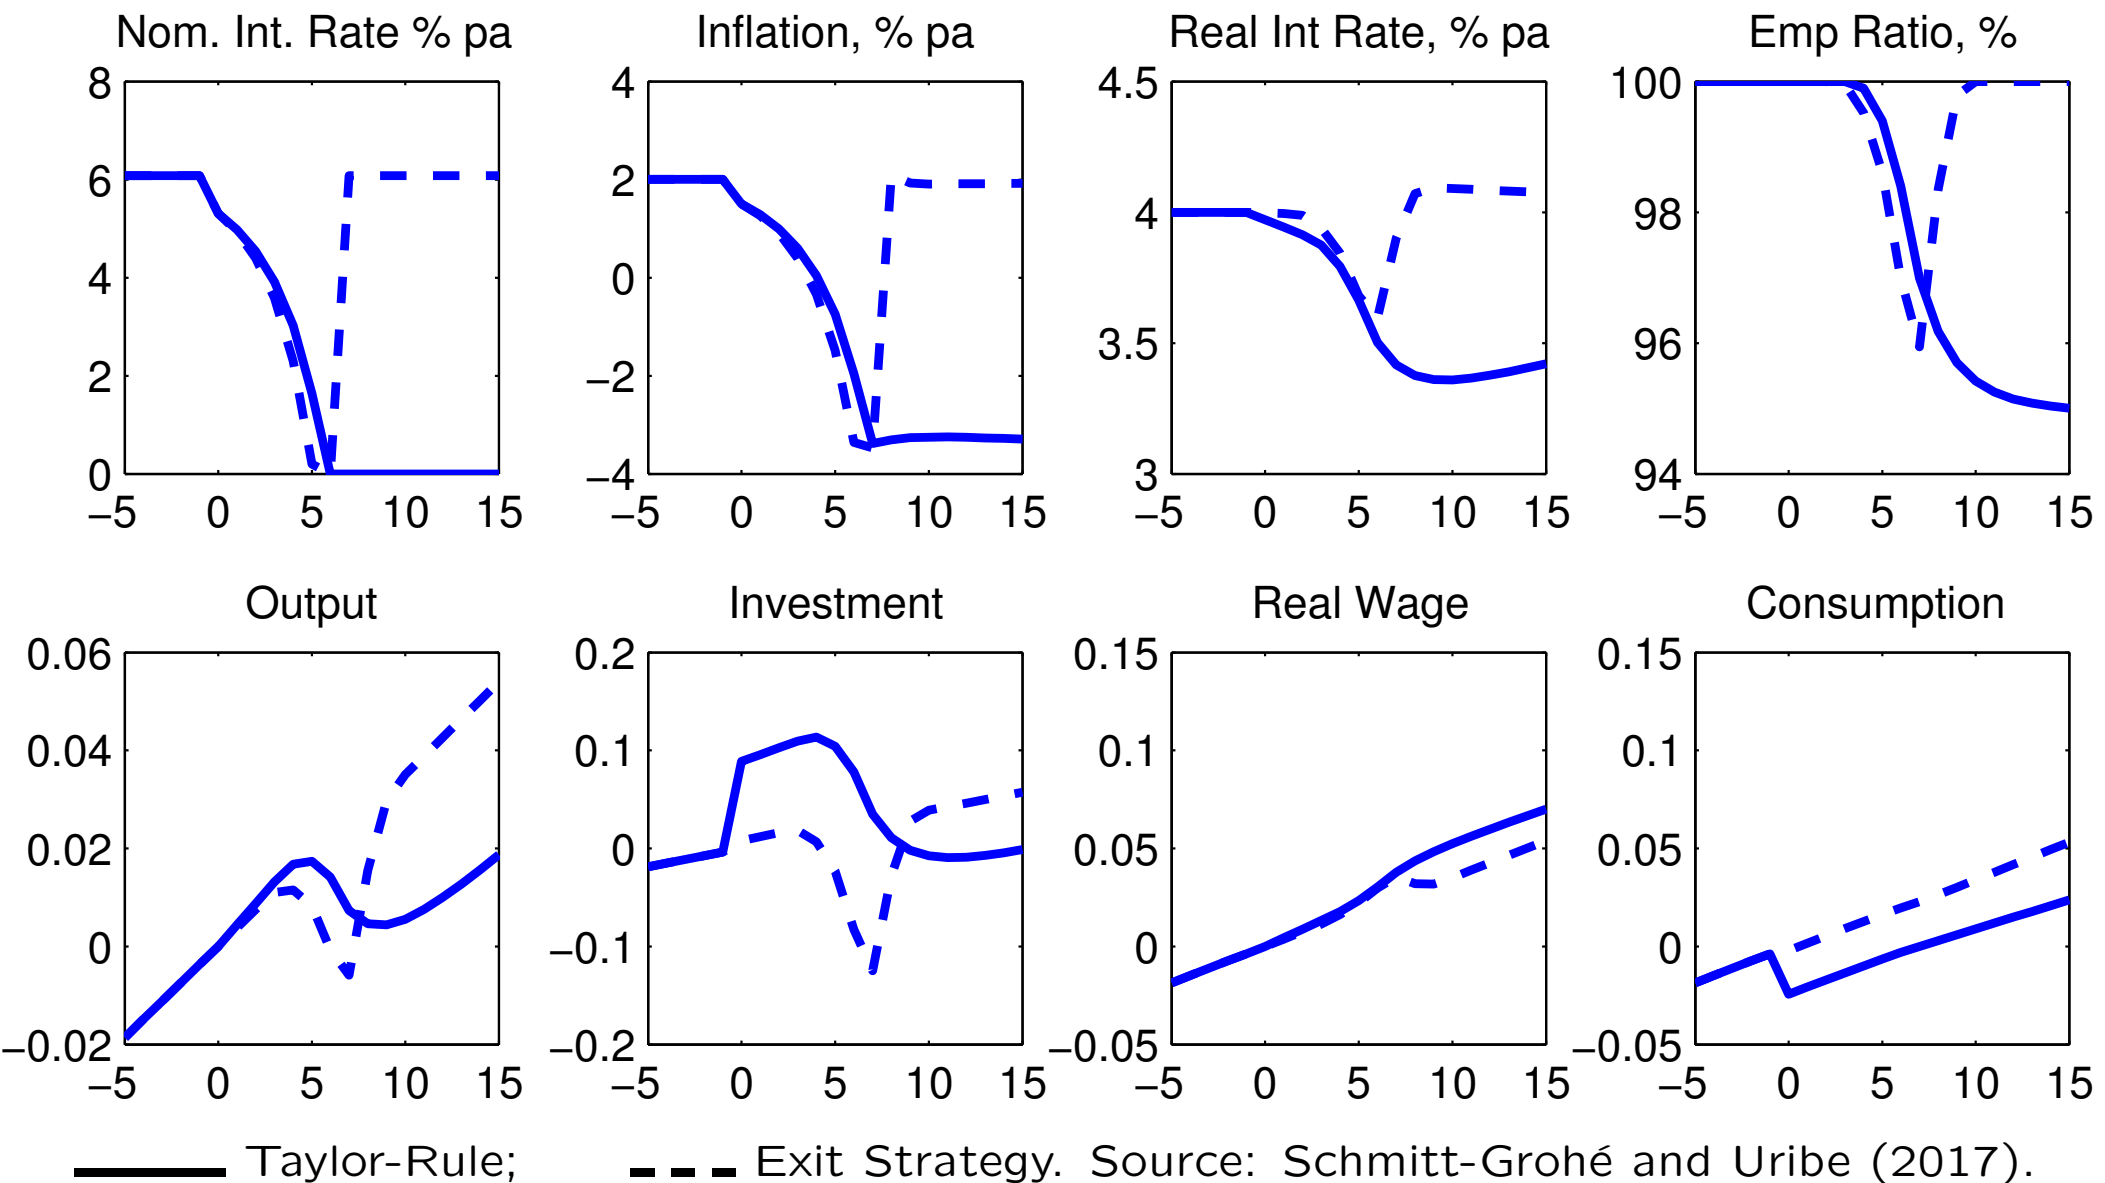 Nom. Int. Rate % pa
8
6
4
2
0
−5 0 5 10 15
Inflation, % pa
4
2
0
−2
−4
−5 0 5 10 15
Real Int Rate, % pa
4.5
4
3.5
3
−5 0 5 10 15
Emp Ratio, %
100
98
96
94
−5 0 5 10 15
Output
0.06
0.04
0.02
0
−0.02
−5 0 5 10 15
Investment
0.2
0.1
0
−0.1
−0.2
−5 0 5 10 15
Real Wage
0.15
0.1
0.05
0
−0.05
−5 0 5 10 15
Consumption
0.15
0.1
0.05
0
−0.05
−5 0 5 10 15
Taylor-Rule; Exit Strategy. Source: Schmitt-Grohé and Uribe (2017).